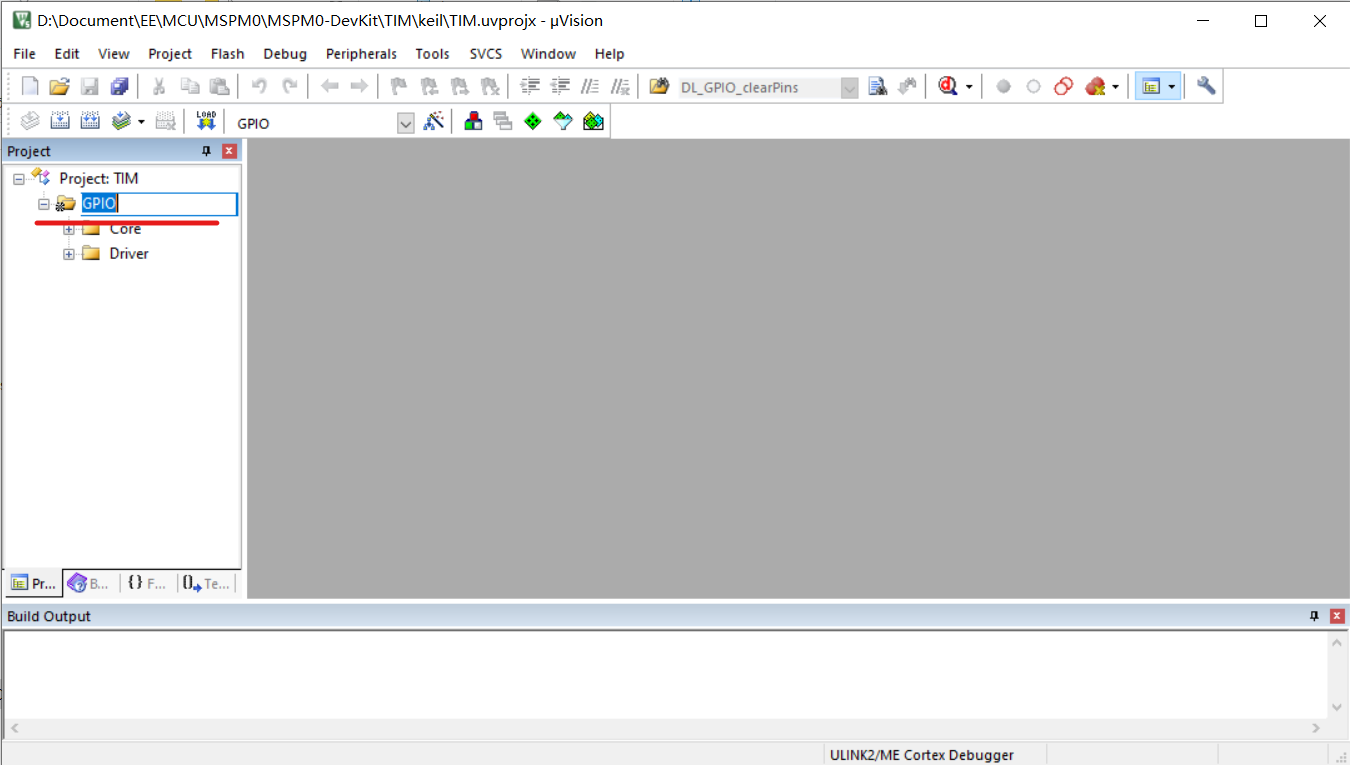 D:\Document\EE\MCU\MSPM0\MSPM0-DevKit\TIM\keil\TIM.uvprojx - µVision
File Edit View Project Flash Debug Peripherals Tools SVCS Window Help
DL_GPIO_clearPins
LOAD GPIO
Project
Project: TIM
GPIO
Core
Driver
Pr... B... {} F... Te...
Build Output
ULINK2/ME Cortex Debugger